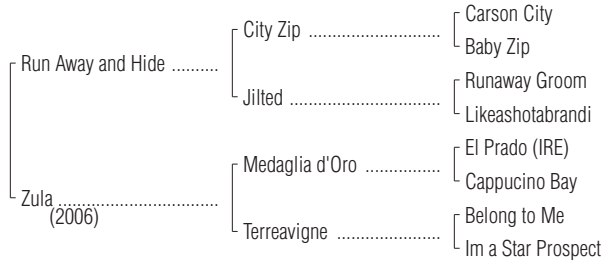 Carson City
City Zip ..........................
Baby Zip
Run Away and Hide ..........
Runaway Groom
Jilted ..............................
Likeashotabrandi
El Prado (IRE)
Medaglia d'Oro ...............
Cappucino Bay
Zula ................................
(2006)
Belong to Me
Terreavigne .....................
Im a Star Prospect